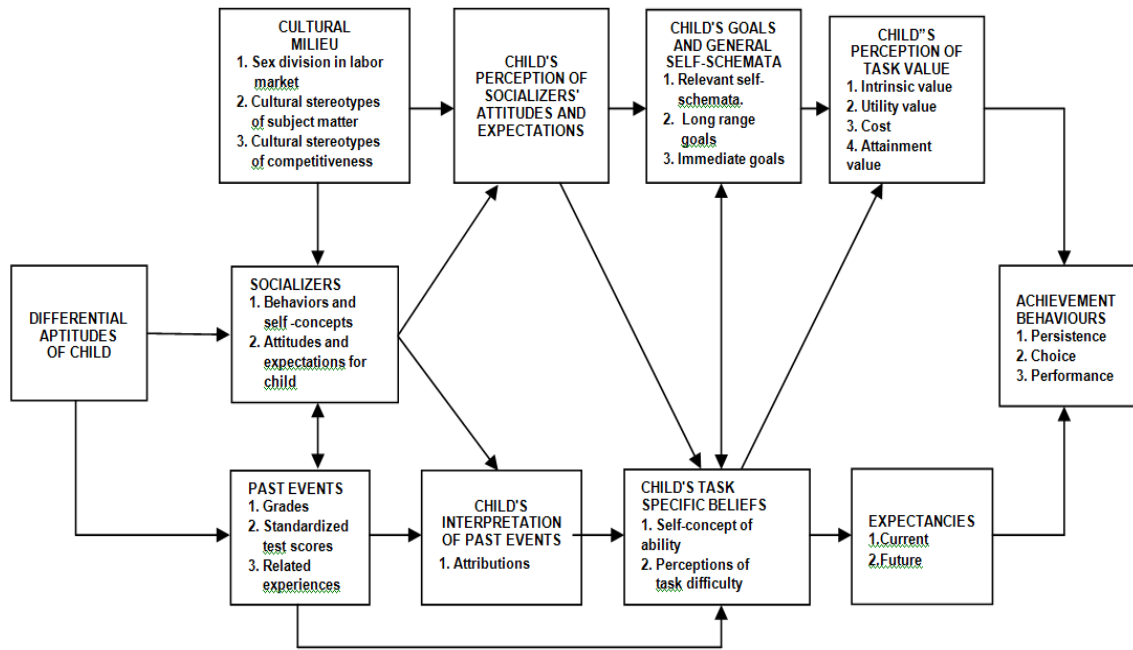 CULTURAL
MILIEU
1. Sex division in labor
market
2. Cultural stereotypes
of subject matter
3. Cultural stereotypes
of competitiveness
CHILD'S
PERCEPTION OF
SOCIALIZERS'
ATTITUDES AND
EXPECTATIONS
CHILD'S GOALS
AND GENERAL
SELF-SCHEMATA
1. Relevant self-
schemata.
2. Long range
goals
3. Immediate goals
CHILD"S
PERCEPTION OF
TASK VALUE
1. Intrinsic value
2. Utility value
3. Cost
4. Attainment
value
DIFFERENTIAL
APTITUDES
OF CHILD
SOCIALIZERS
1. Behaviors and
self -concepts
2. Attitudes and
expectations for
child
ACHIEVEMENT
BEHAVIOURS
1. Persistence
2. Choice
3. Performance
PAST EVENTS
1. Grades
2. Standardized
test scores
3. Related
experiences
CHILD'S
INTERPRETATION
OF PAST EVENTS
1. Attributions
CHILD'S TASK
SPECIFIC BELIEFS
1. Self-concept of
ability
2. Perceptions of
task difficulty
EXPECTANCIES
1.Current
2.Future